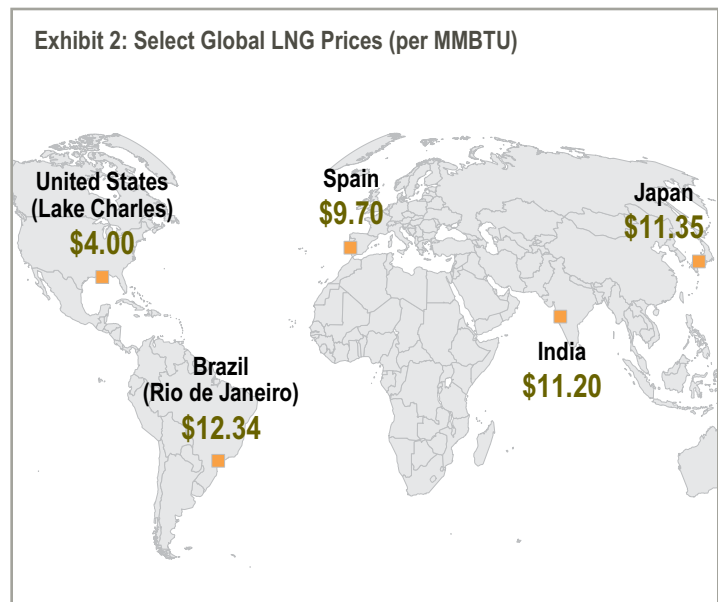 Exhibit 2: Select Global LNG Prices (per MMBTU)
United States
(Lake Charles)
$4.00
Spain
$9.70
Japan
$11.35
India
$11.20
Brazil
(Rio de Janeiro)
$12.34